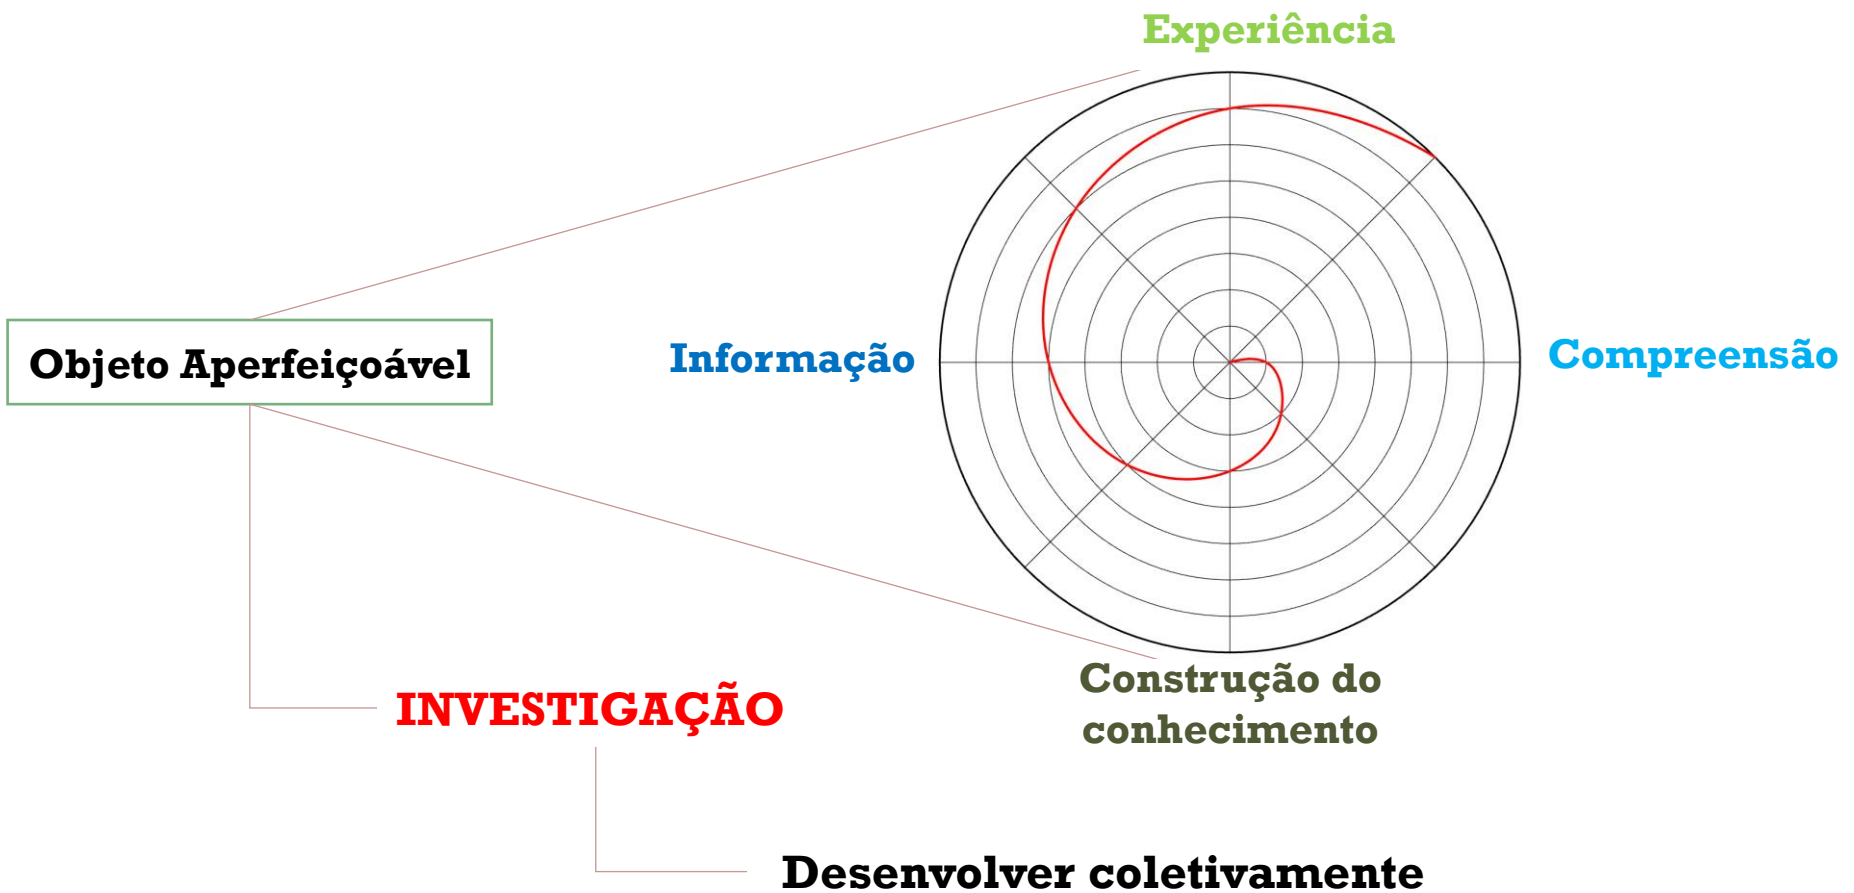 Experiência
Objeto Aperfeiçoável
Informação
Compreensão
Construção do
conhecimento
INVESTIGAÇÃO
Desenvolver coletivamente